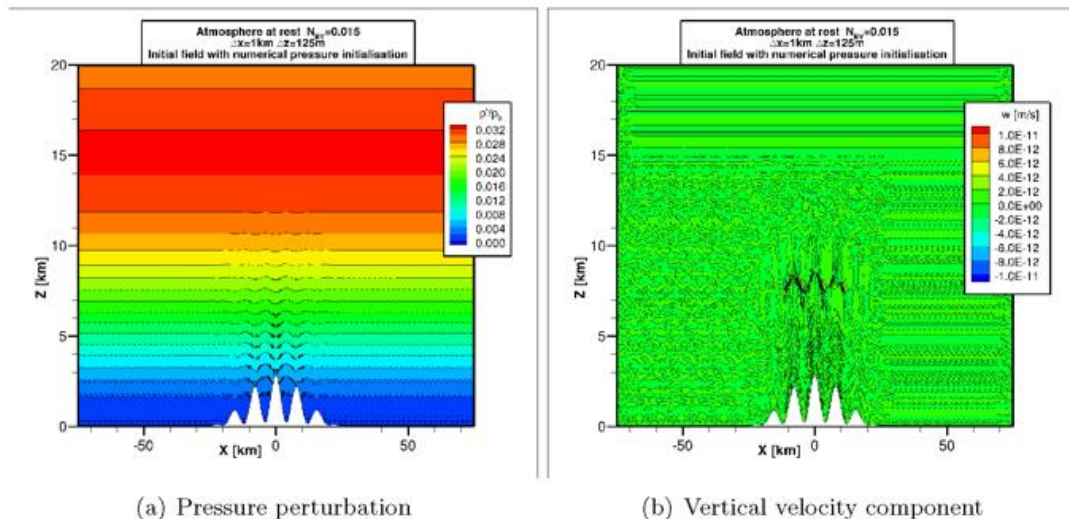 Atmosphere at rest N_BV=0.015
Δx=1km Δz=125m
Initial field with numerical pressure initialisation
20
15
10
5
0
Z [km]
-50
0
50
X [km]
p'/p₀
0.032
0.028
0.024
0.020
0.016
0.012
0.008
0.004
0.000
(a) Pressure perturbation
Atmosphere at rest N_BV=0.015
Δx=1km Δz=125m
Initial field with numerical pressure initialisation
20
15
10
5
0
Z [km]
-50
0
50
X [km]
w [m/s]
1.0E-11
8.0E-12
6.0E-12
4.0E-12
2.0E-12
0.0E+00
-2.0E-12
-4.0E-12
-6.0E-12
-8.0E-12
-1.0E-11
(b) Vertical velocity component